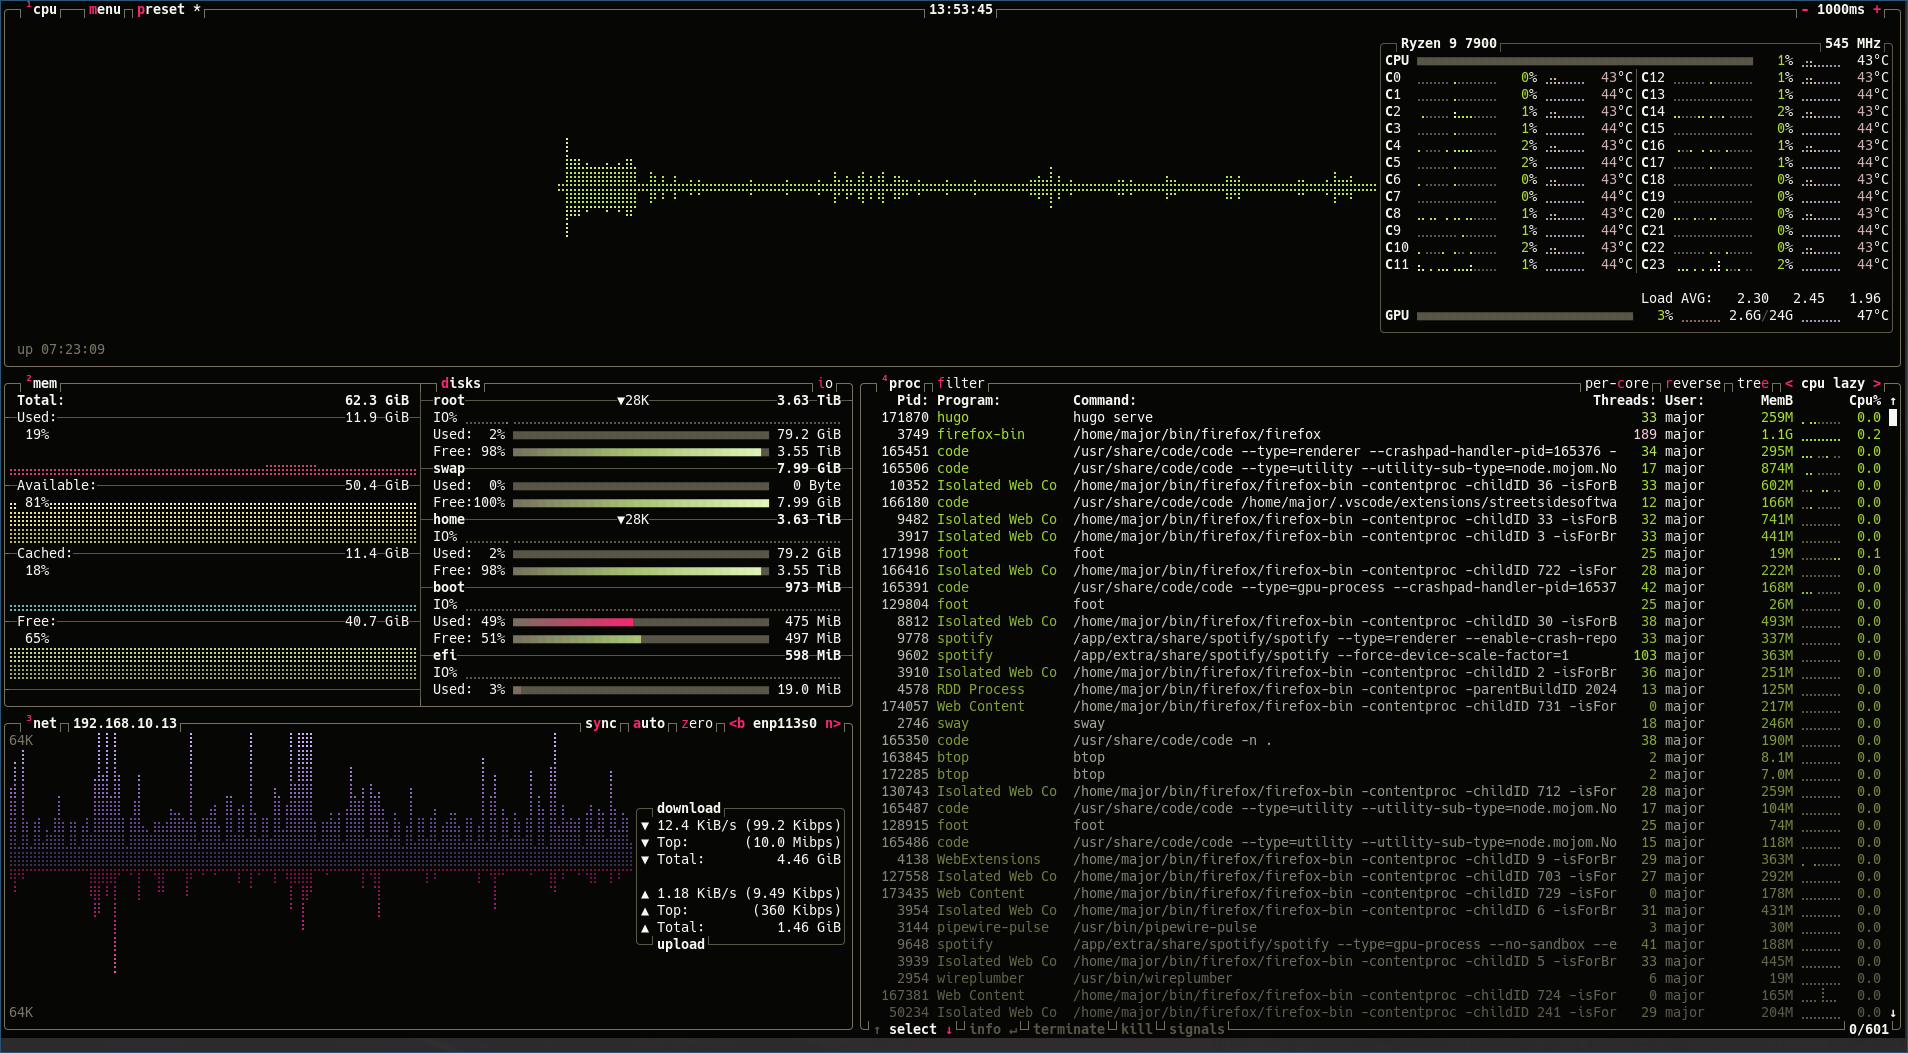 ¹cpu menu preset * 13:53:45 - 1000ms +
Ryzen 9 7900 545 MHz
CPU 1% 43°C
C0 0% 43°C C12 1% 43°C
C1 0% 44°C C13 1% 44°C
C2 1% 43°C C14 2% 43°C
C3 1% 44°C C15 0% 44°C
C4 2% 43°C C16 1% 43°C
C5 2% 44°C C17 1% 44°C
C6 0% 43°C C18 0% 43°C
C7 0% 44°C C19 0% 44°C
C8 1% 43°C C20 0% 43°C
C9 1% 44°C C21 0% 44°C
C10 2% 43°C C22 0% 43°C
C11 1% 44°C C23 2% 44°C
Load AVG: 2.30 2.45 1.96
GPU 3% 2.6G/24G 47°C
up 07:23:09
²mem
Total: 62.3 GiB
Used: 11.9 GiB
19%
Available: 50.4 GiB
81%
Cached: 11.4 GiB
18%
Free: 40.7 GiB
65%
disks io
root ▼28K 3.63 TiB
IO%
Used: 2% 79.2 GiB
Free: 98% 3.55 TiB
swap 7.99 GiB
Used: 0% 0 Byte
Free:100% 7.99 GiB
home ▼28K 3.63 TiB
IO%
Used: 2% 79.2 GiB
Free: 98% 3.55 TiB
boot 973 MiB
IO%
Used: 49% 475 MiB
Free: 51% 497 MiB
efi 598 MiB
IO%
Used: 3% 19.0 MiB
³net 192.168.10.13 sync auto zero <b enp113s0 n>
64K
download
▼ 12.4 KiB/s (99.2 Kibps)
▼ Top: (10.0 Mibps)
▼ Total: 4.46 GiB
▲ 1.18 KiB/s (9.49 Kibps)
▲ Top: (360 Kibps)
▲ Total: 1.46 GiB
upload
64K
⁴proc filter per-core reverse tree < cpu lazy >
Pid: Program: Command: Threads: User: MemB Cpu% ↑
171870 hugo hugo serve 33 major 259M 0.0
3749 firefox-bin /home/major/bin/firefox/firefox 189 major 1.1G 0.2
165451 code /usr/share/code/code --type=renderer --crashpad-handler-pid=165376 - 34 major 295M 0.0
165506 code /usr/share/code/code --type=utility --utility-sub-type=node.mojom.No 17 major 874M 0.0
10352 Isolated Web Co /home/major/bin/firefox/firefox-bin -contentproc -childID 36 -isForB 33 major 602M 0.0
166180 code /usr/share/code/code /home/major/.vscode/extensions/streetsidesoftwa 12 major 166M 0.0
9482 Isolated Web Co /home/major/bin/firefox/firefox-bin -contentproc -childID 33 -isForB 32 major 741M 0.0
3917 Isolated Web Co /home/major/bin/firefox/firefox-bin -contentproc -childID 3 -isForBr 33 major 441M 0.0
171998 foot foot 25 major 19M 0.1
166416 Isolated Web Co /home/major/bin/firefox/firefox-bin -contentproc -childID 722 -isFor 28 major 222M 0.0
165391 code /usr/share/code/code --type=gpu-process --crashpad-handler-pid=16537 42 major 168M 0.0
129804 foot foot 25 major 26M 0.0
8812 Isolated Web Co /home/major/bin/firefox/firefox-bin -contentproc -childID 30 -isForB 38 major 493M 0.0
9778 spotify /app/extra/share/spotify/spotify --type=renderer --enable-crash-repo 33 major 337M 0.0
9602 spotify /app/extra/share/spotify/spotify --force-device-scale-factor=1 103 major 363M 0.0
3910 Isolated Web Co /home/major/bin/firefox/firefox-bin -contentproc -childID 2 -isForBr 36 major 251M 0.0
4578 RDD Process /home/major/bin/firefox/firefox-bin -contentproc -parentBuildID 2024 13 major 125M 0.0
174057 Web Content /home/major/bin/firefox/firefox-bin -contentproc -childID 731 -isFor 0 major 217M 0.0
2746 sway sway 18 major 246M 0.0
165350 code /usr/share/code/code -n . 38 major 190M 0.0
163845 btop btop 2 major 8.1M 0.0
172285 btop btop 2 major 7.0M 0.0
130743 Isolated Web Co /home/major/bin/firefox/firefox-bin -contentproc -childID 712 -isFor 28 major 259M 0.0
165487 code /usr/share/code/code --type=utility --utility-sub-type=node.mojom.No 17 major 104M 0.0
128915 foot foot 25 major 74M 0.0
165486 code /usr/share/code/code --type=utility --utility-sub-type=node.mojom.No 15 major 118M 0.0
4138 WebExtensions /home/major/bin/firefox/firefox-bin -contentproc -childID 9 -isForBr 29 major 363M 0.0
127558 Isolated Web Co /home/major/bin/firefox/firefox-bin -contentproc -childID 703 -isFor 27 major 292M 0.0
173435 Web Content /home/major/bin/firefox/firefox-bin -contentproc -childID 729 -isFor 0 major 178M 0.0
3954 Isolated Web Co /home/major/bin/firefox/firefox-bin -contentproc -childID 6 -isForBr 31 major 431M 0.0
3144 pipewire-pulse /usr/bin/pipewire-pulse 3 major 30M 0.0
9648 spotify /app/extra/share/spotify/spotify --type=gpu-process --no-sandbox --e 41 major 188M 0.0
3939 Isolated Web Co /home/major/bin/firefox/firefox-bin -contentproc -childID 5 -isForBr 33 major 445M 0.0
2954 wireplumber /usr/bin/wireplumber 6 major 19M 0.0
167381 Web Content /home/major/bin/firefox/firefox-bin -contentproc -childID 724 -isFor 0 major 165M 0.0
50234 Isolated Web Co /home/major/bin/firefox/firefox-bin -contentproc -childID 241 -isFor 29 major 204M 0.0 ↓
↑ select ↓ info ↵ terminate kill signals 0/601